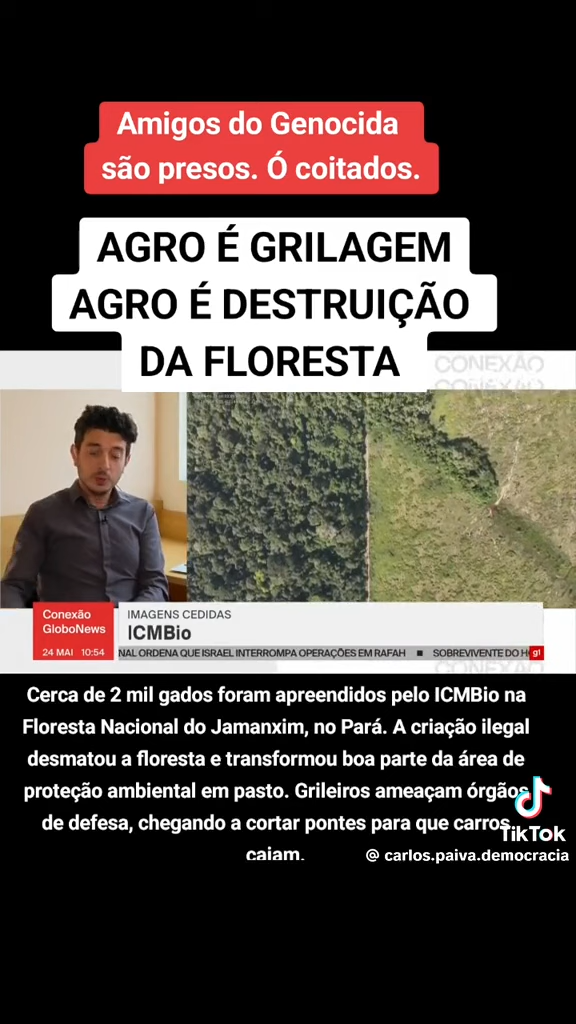 Amigos do Genocida
são presos. Ó coitados.
AGRO É GRILAGEM
AGRO É DESTRUIÇÃO
DA FLORESTA
CONEXÃO
Conexão
GloboNews
24 MAI 10:54
IMAGENS CEDIDAS
ICMBio
NAL ORDENA QUE ISRAEL INTERROMPA OPERAÇÕES EM RAFAH ■ SOBREVIVENTE DO
g1
Cerca de 2 mil gados foram apreendidos pelo ICMBio na
Floresta Nacional do Jamanxim, no Pará. A criação ilegal
desmatou a floresta e transformou boa parte da área de
proteção ambiental em pasto. Grileiros ameaçam órgãos
de defesa, chegando a cortar pontes para que carros
caiam.
TikTok
@ carlos.paiva.democracia